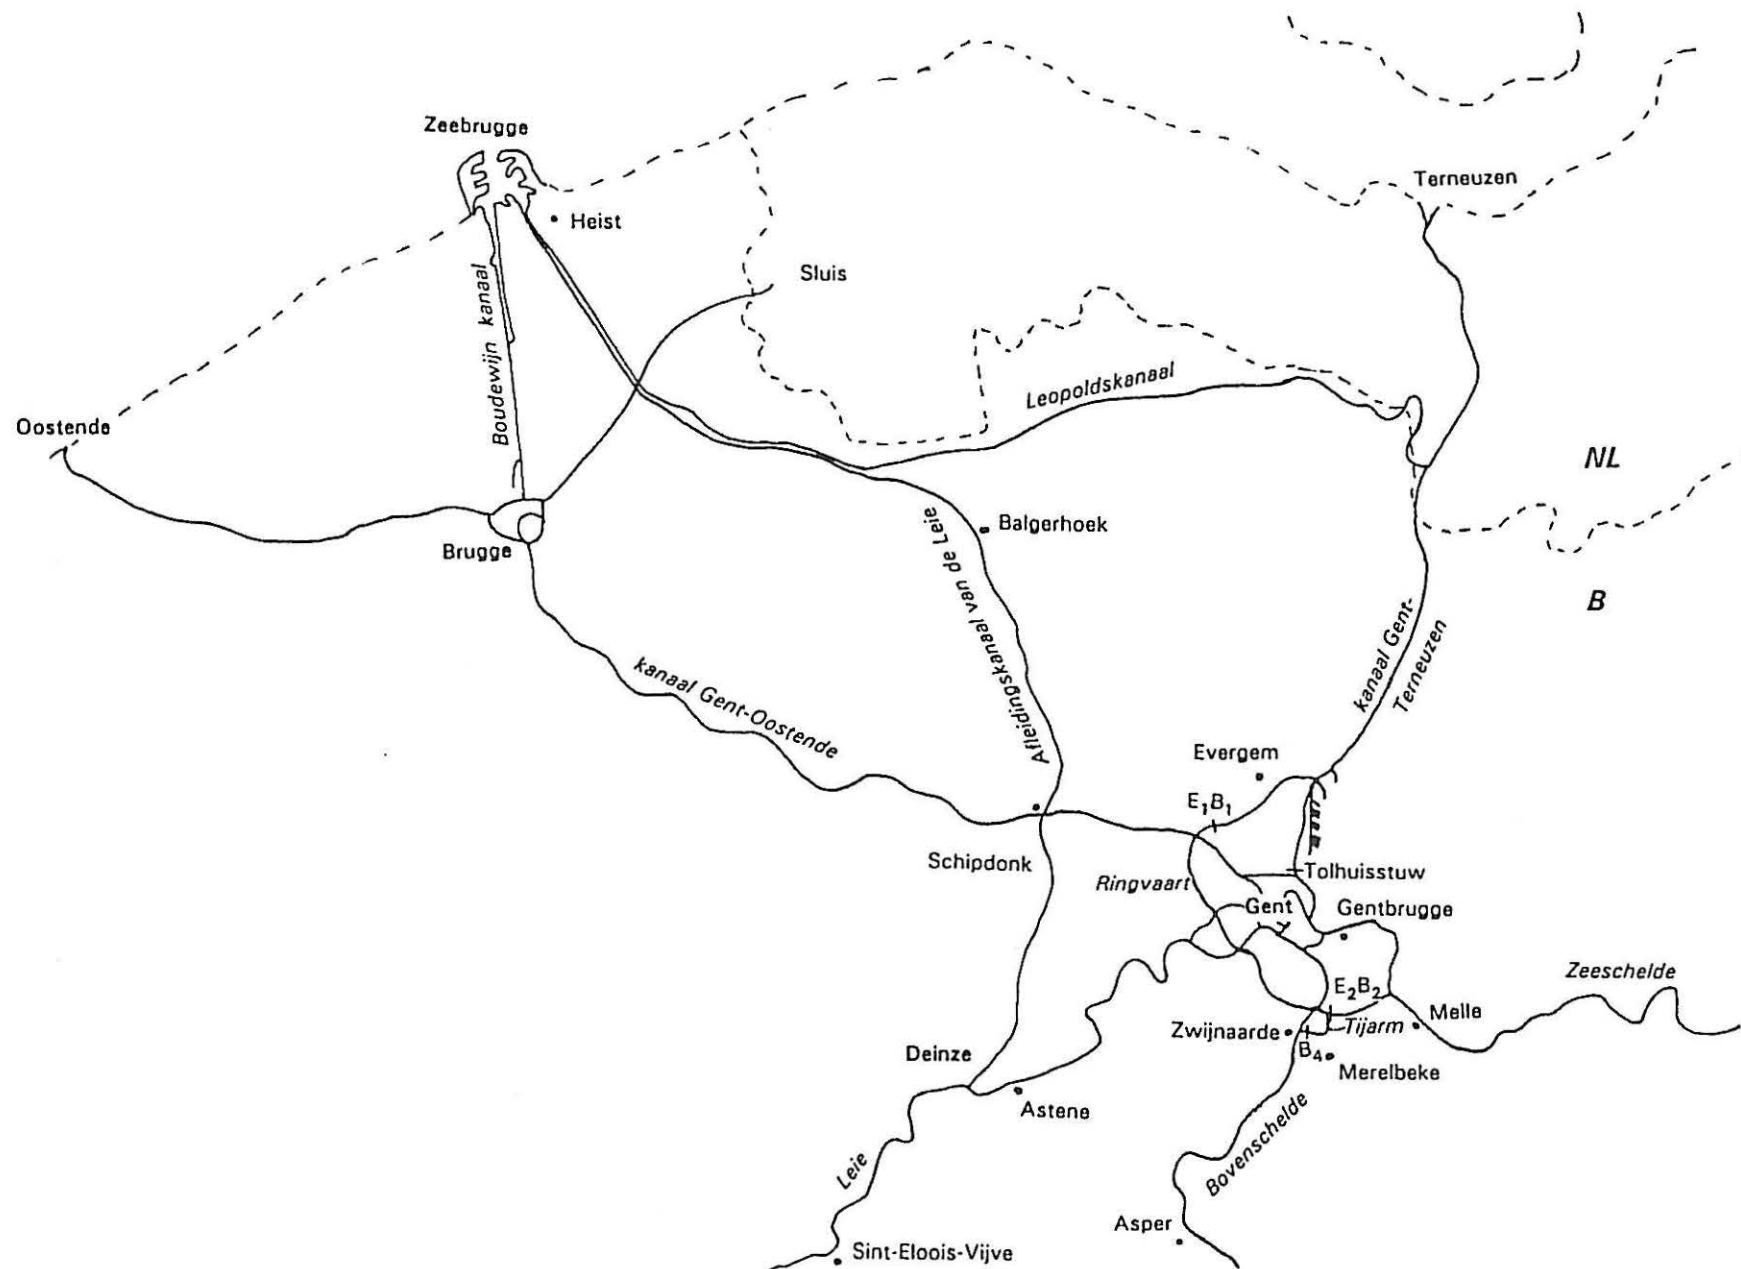 Zeebrugge
Terneuzen
Heist
Sluis
Boudewijn kanaal
Leopoldskanaal
Oostende
NL
Balgerhoek
Brugge
B
Afleidingskanaal van de Leie
kanaal Gent-
Terneuzen
kanaal Gent-Oostende
Evergem
E1B1
Schipdonk
Tolhuisstuw
Ringvaart
Gent
Gentbrugge
Zeeschelde
E2B2
Melle
Zwijnaarde
Tijarm
B4
Deinze
Merelbeke
Astene
Bovenschelde
Leie
Asper
Sint-Eloois-Vijve